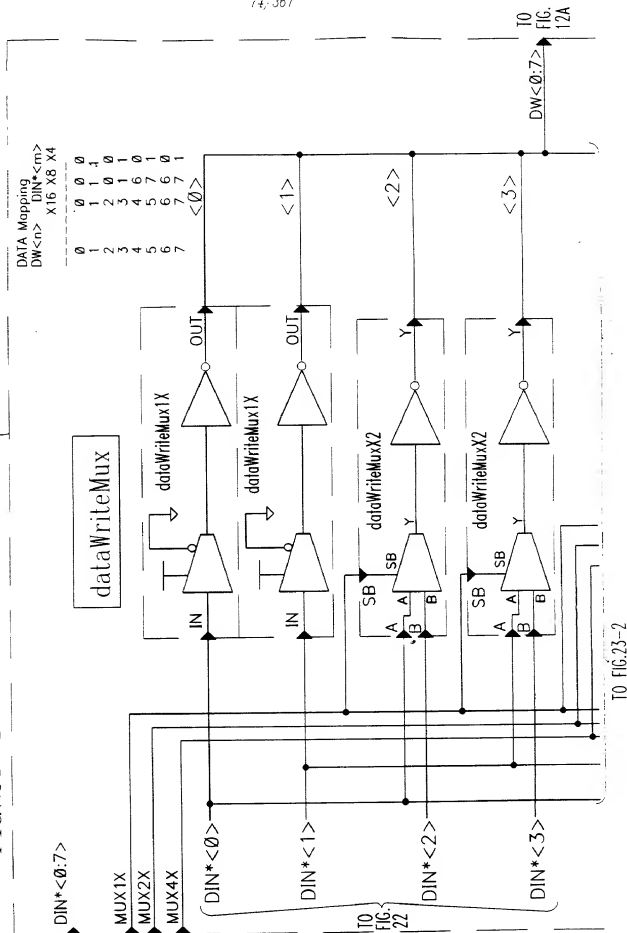 DATA Mapping
DW<n> DIN*<m>
X16 X8 X4
0 0 0 0
1 1 1 1
2 2 0 0
3 3 1 1
4 4 6 0
5 5 7 1
6 6 6 0
7 7 7 1
dataWriteMux
DIN*<0:7>
MUX1X
MUX2X
MUX4X
TO
FIG.
22
DIN*<0>
IN
dataWriteMux1X
OUT
<0>
DIN*<1>
IN
dataWriteMux1X
OUT
<1>
DIN*<2>
SB
SB
A
A
B
B
Y
dataWriteMuxX2
Y
<2>
DIN*<3>
SB
SB
A
A
B
B
Y
dataWriteMuxX2
Y
<3>
DW<0:7>
TO
FIG.
12A
TO FIG.23-2